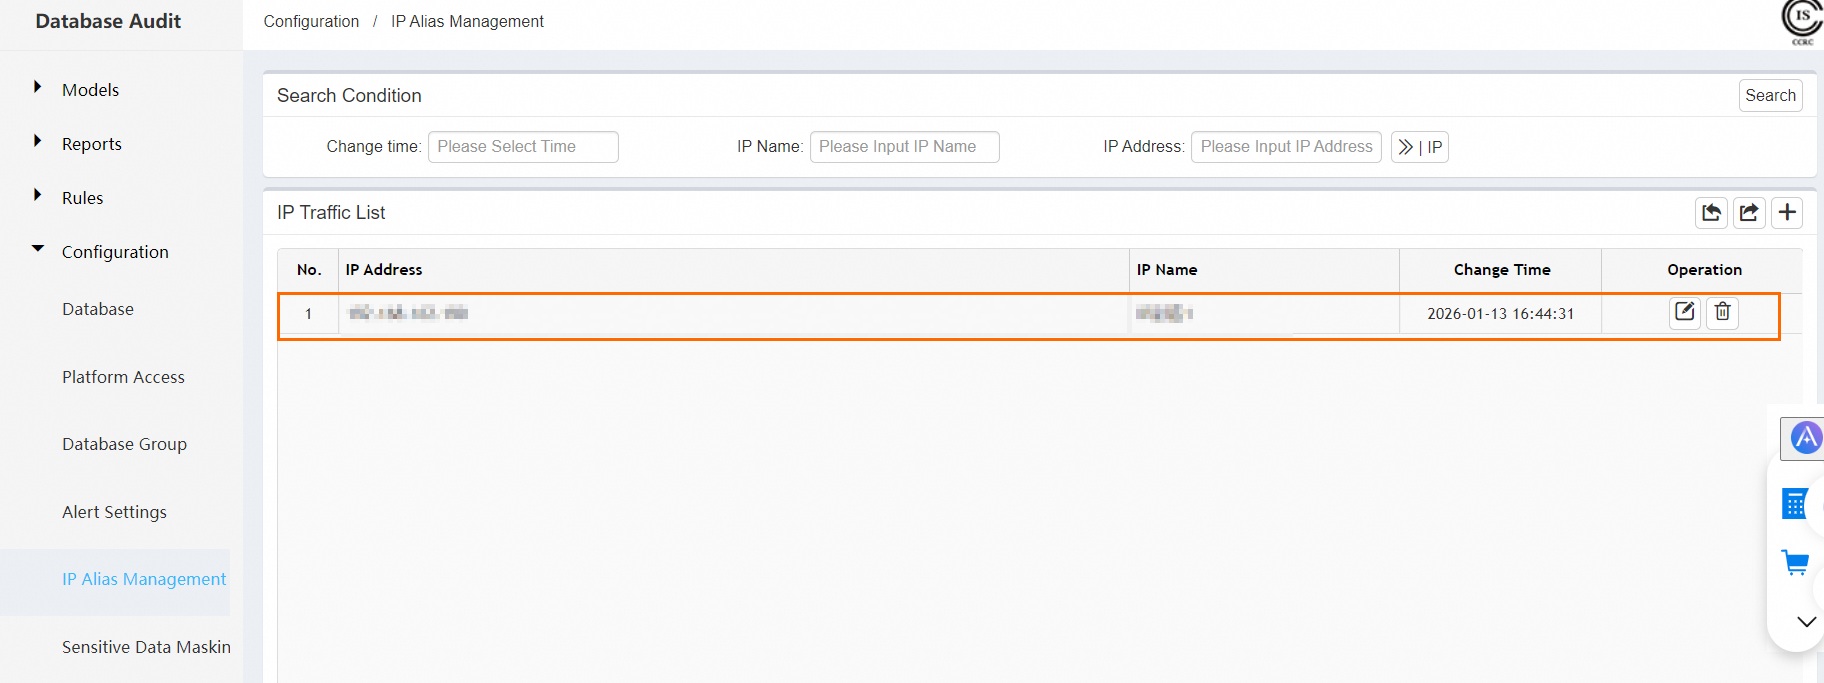 Database Audit
Configuration / IP Alias Management
IS
CCRC
Models
Reports
Rules
Configuration
Database
Platform Access
Database Group
Alert Settings
IP Alias Management
Sensitive Data Maskin
Search Condition
Search
Change time: Please Select Time IP Name: Please Input IP Name IP Address: Please Input IP Address | IP
IP Traffic List
No. IP Address IP Name Change Time Operation
1 2026-01-13 16:44:31